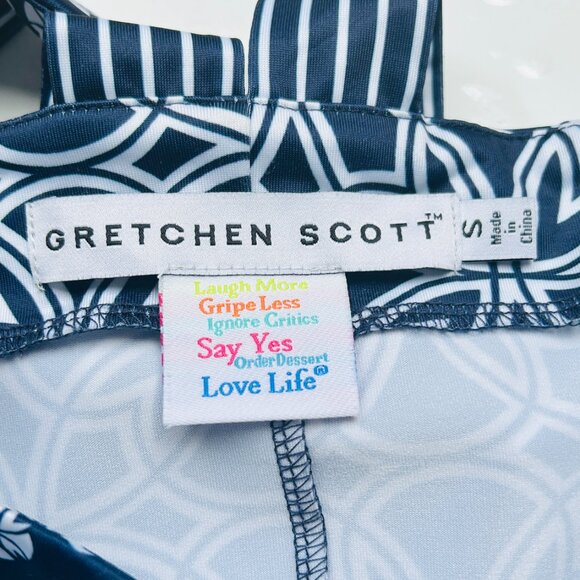 GRETCHEN SCOTT™
S
Made
in
China
Laugh More
Gripe Less
Ignore Critics
Say Yes
Order Dessert
Love Life®